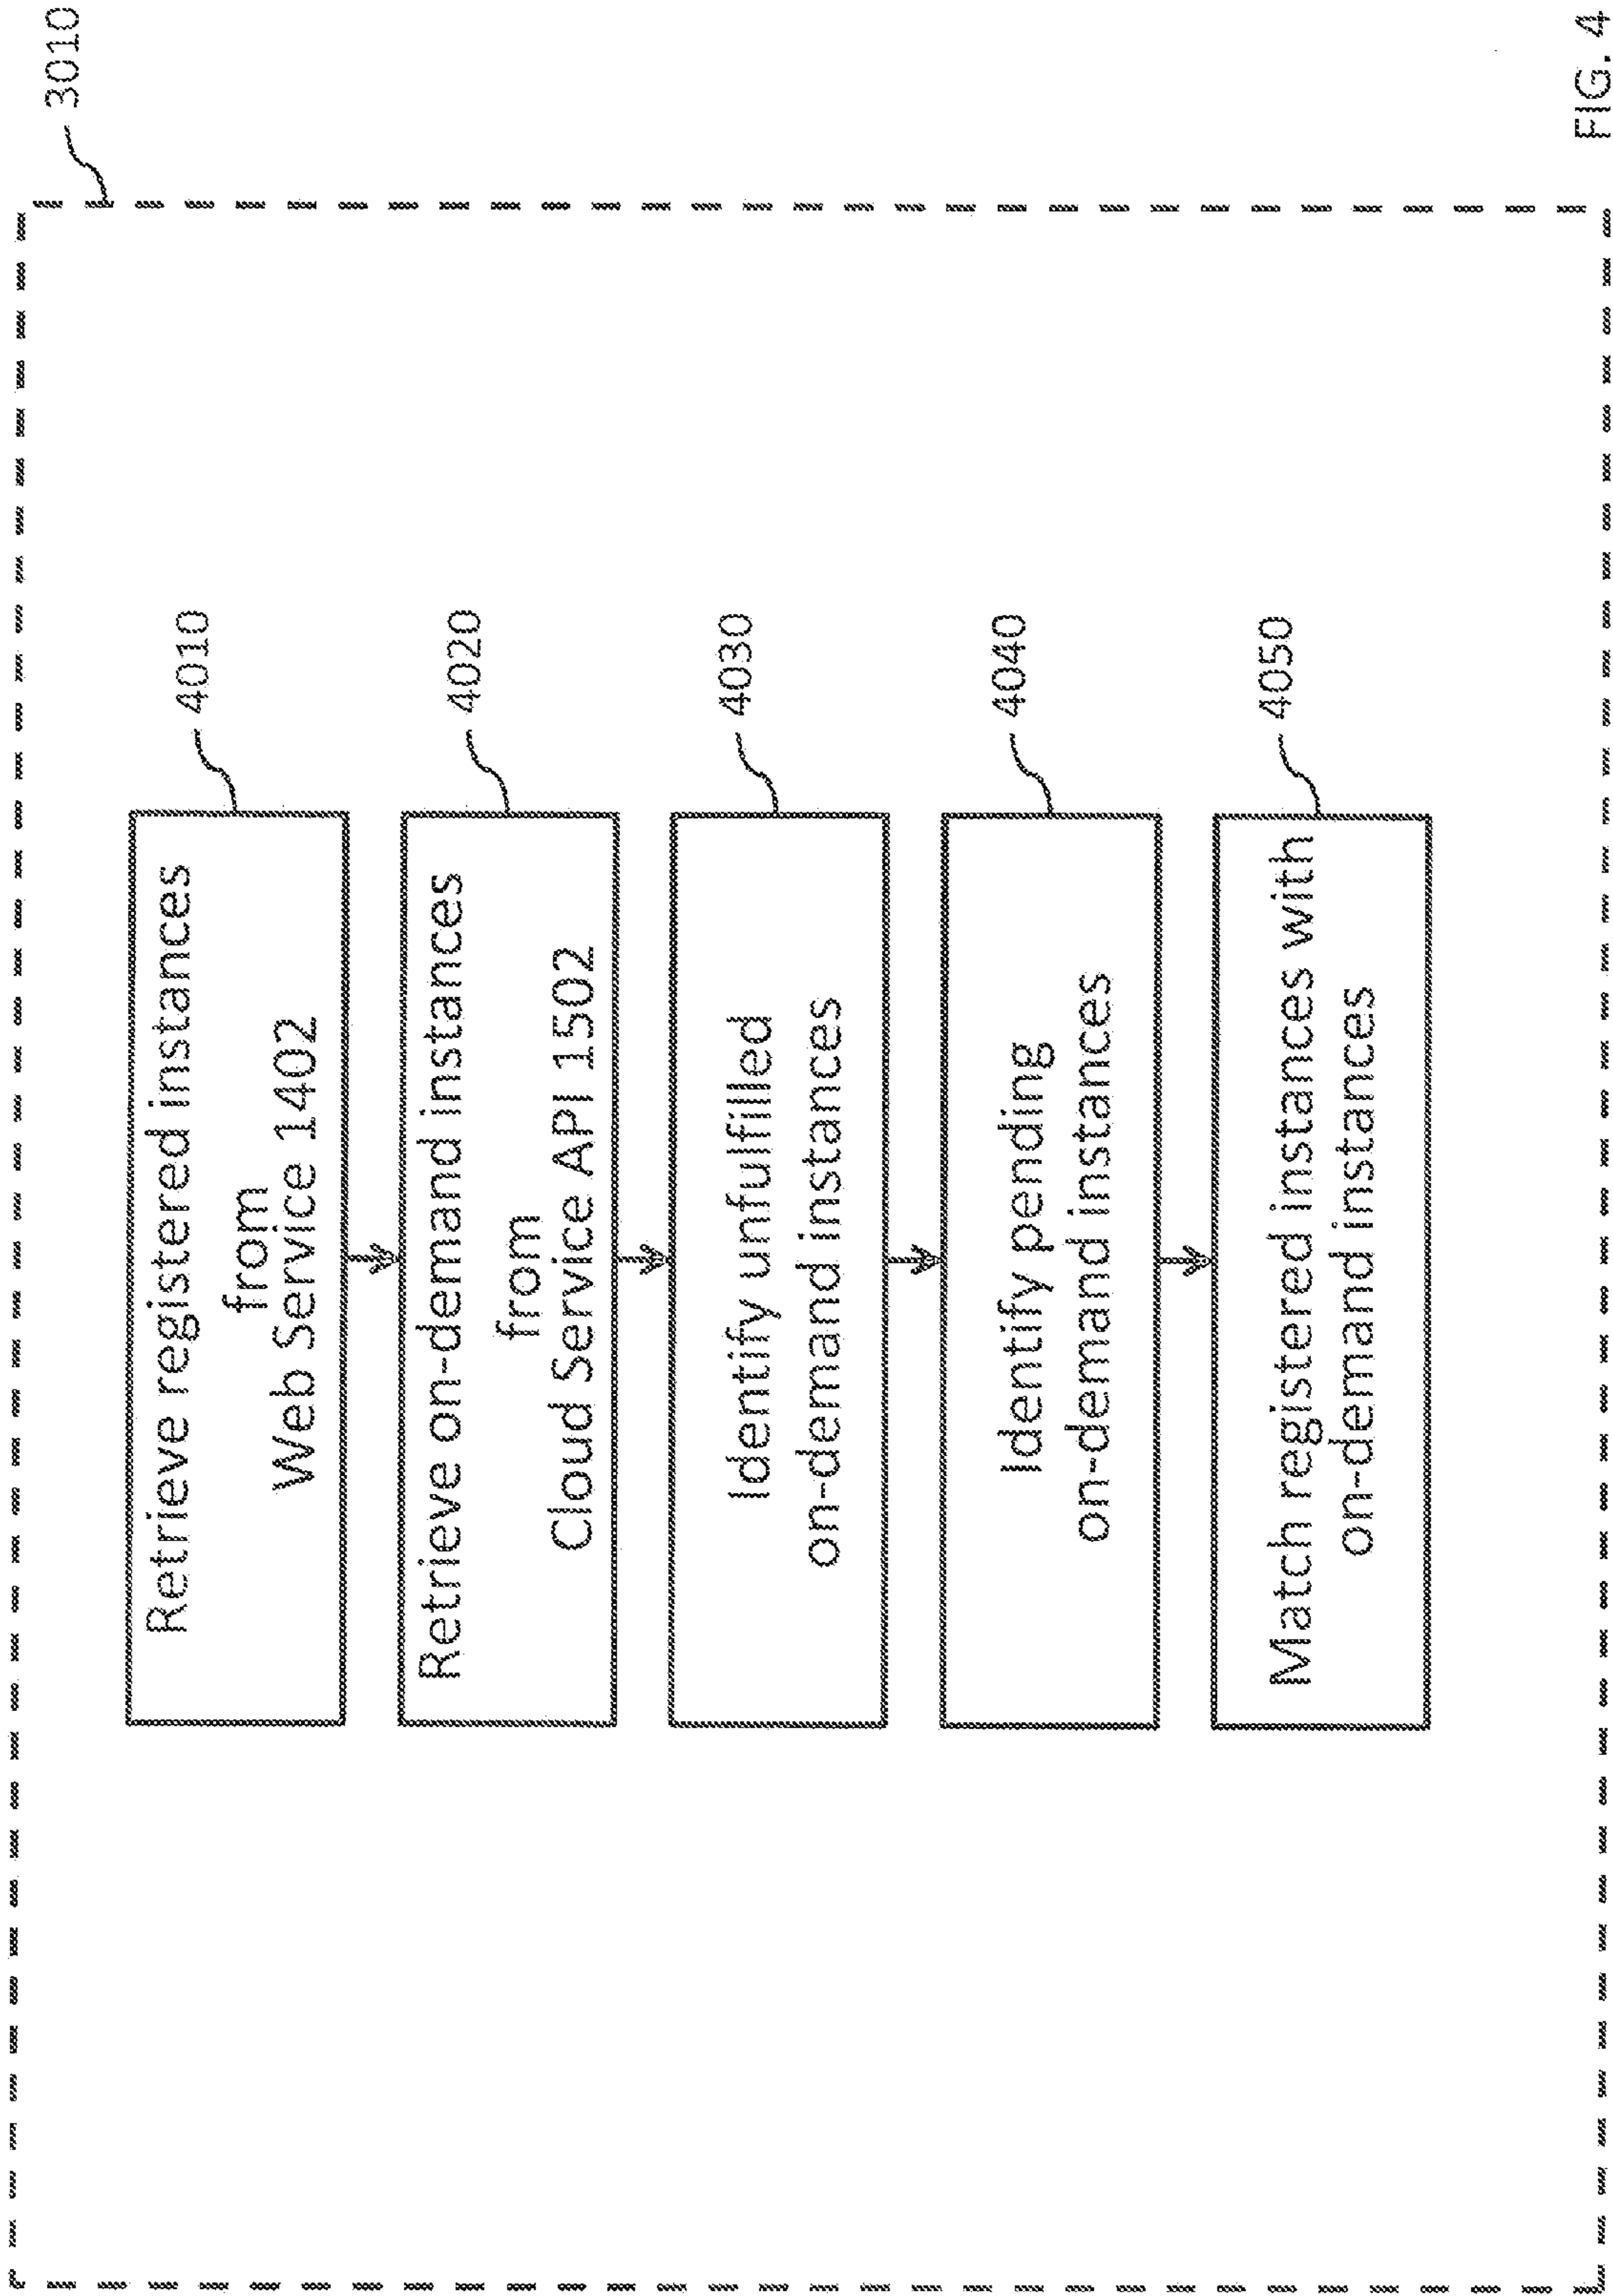 3010
Retrieve registered instances
from
Web Service 1402
4010
Retrieve on-demand instances
from
Cloud Service API 1502
4020
Identify unfulfilled
on-demand instances
4030
Identify pending
on-demand instances
4040
Match registered instances with
on-demand instances
4050
FIG. 4